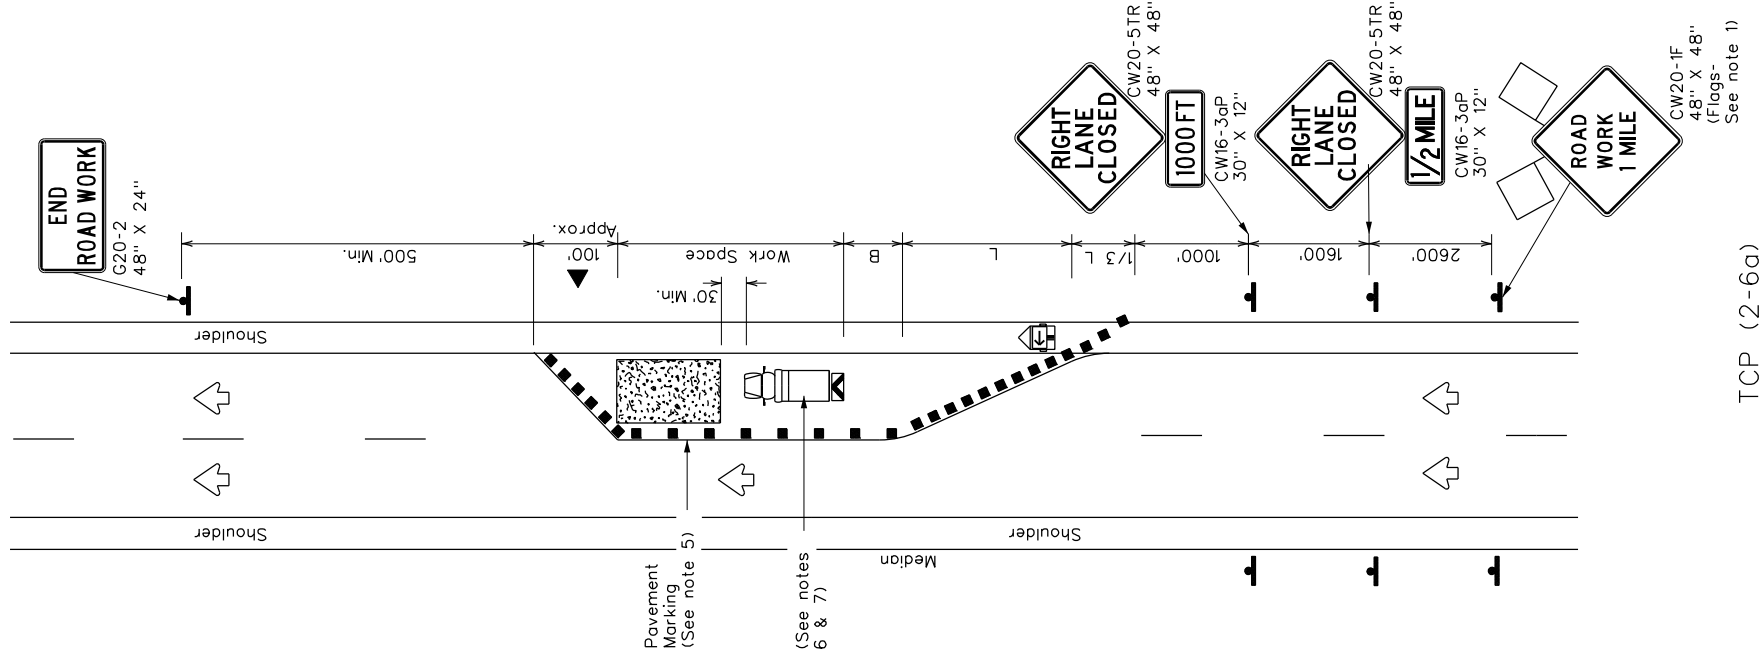 END
ROAD WORK
G20-2
48" X 24"
500' Min.
100'
Approx.
Work Space
30' Min.
B
L
1/3 L
1000'
1600'
2600'
RIGHT
LANE
CLOSED
CW20-5TR
48" X 48"
1000 FT
CW16-3aP
30" X 12"
RIGHT
LANE
CLOSED
CW20-5TR
48" X 48"
1/2 MILE
CW16-3aP
30" X 12"
ROAD
WORK
1 MILE
CW20-1F
48" X 48"
(Flags-
See note 1)
Shoulder
Shoulder
Shoulder
Median
Pavement
Marking
(See note 5)
(See notes
6 & 7)
TCP (2-6a)